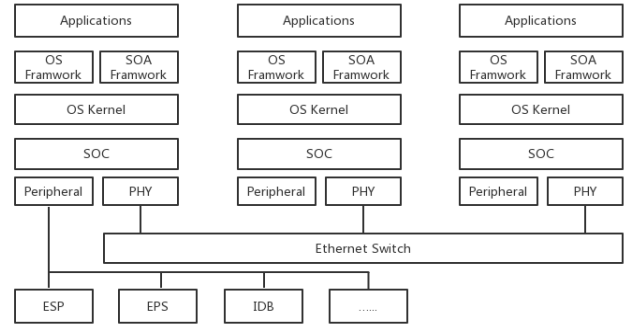 Applications
Applications
Applications
OS
Framwork
SOA
Framwork
OS
Framwork
SOA
Framwork
OS
Framwork
SOA
Framwork
OS Kernel
OS Kernel
OS Kernel
SOC
SOC
SOC
Peripheral
PHY
Peripheral
PHY
Peripheral
PHY
Ethernet Switch
ESP
EPS
IDB
…...